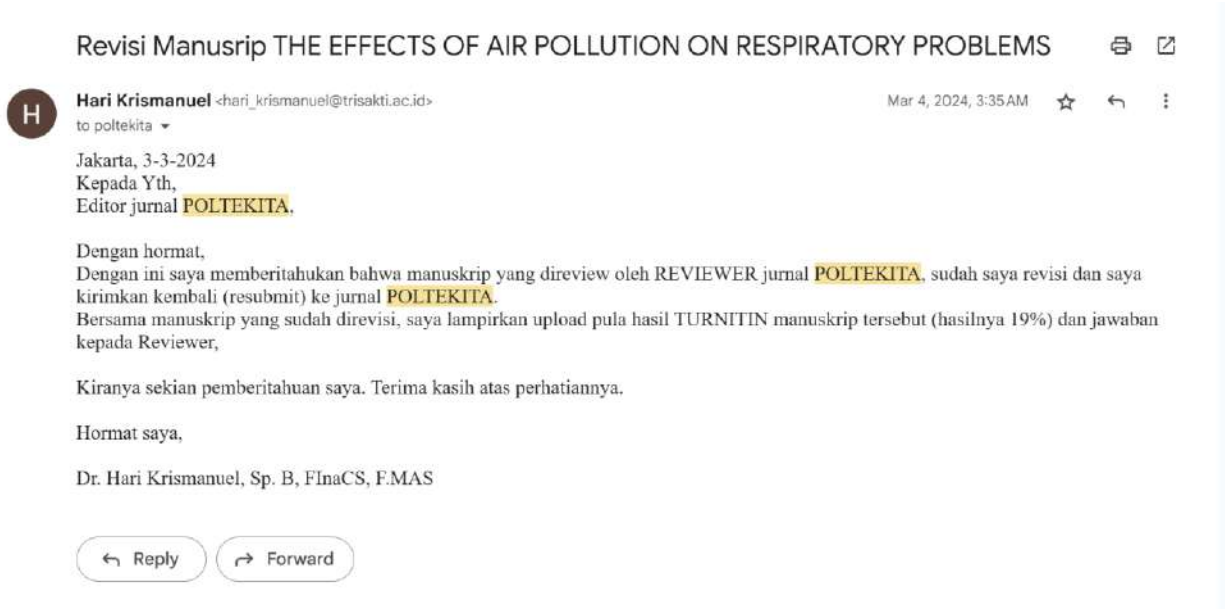 Revisi Manusrip THE EFFECTS OF AIR POLLUTION ON RESPIRATORY PROBLEMS
H
Hari Krismanuel <hari_krismanuel@trisakti.ac.id>
Mar 4, 2024, 3:35 AM
to poltekita
Jakarta, 3-3-2024
Kepada Yth,
Editor jurnal POLTEKITA,
Dengan hormat,
Dengan ini saya memberitahukan bahwa manuskrip yang direview oleh REVIEWER jurnal POLTEKITA, sudah saya revisi dan saya
kirimkan kembali (resubmit) ke jurnal POLTEKITA.
Bersama manuskrip yang sudah direvisi, saya lampirkan upload pula hasil TURNITIN manuskrip tersebut (hasilnya 19%) dan jawaban
kepada Reviewer,
Kiranya sekian pemberitahuan saya. Terima kasih atas perhatiannya.
Hormat saya,
Dr. Hari Krismanuel, Sp. B, FInaCS, F.MAS
Reply
Forward